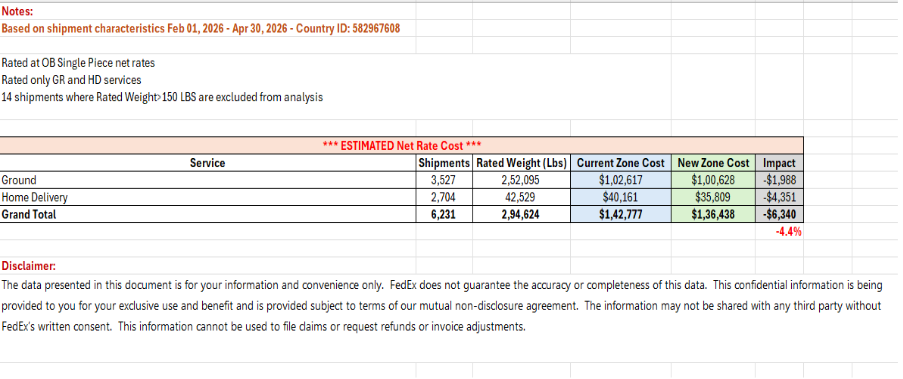 Notes:
Based on shipment characteristics Feb 01, 2026 - Apr 30, 2026 - Country ID: 582967608
Rated at OB Single Piece net rates
Rated only GR and HD services
14 shipments where Rated Weight>150 LBS are excluded from analysis
*** ESTIMATED Net Rate Cost ***
Service Shipments Rated Weight (Lbs) Current Zone Cost New Zone Cost Impact
Ground 3,527 2,52,095 $1,02,617 $1,00,628 -$1,988
Home Delivery 2,704 42,529 $40,161 $35,809 -$4,351
Grand Total 6,231 2,94,624 $1,42,777 $1,36,438 -$6,340
-4.4%
Disclaimer:
The data presented in this document is for your information and convenience only. FedEx does not guarantee the accuracy or completeness of this data. This confidential information is being
provided to you for your exclusive use and benefit and is provided subject to terms of our mutual non-disclosure agreement. The information may not be shared with any third party without
FedEx's written consent. This information cannot be used to file claims or request refunds or invoice adjustments.